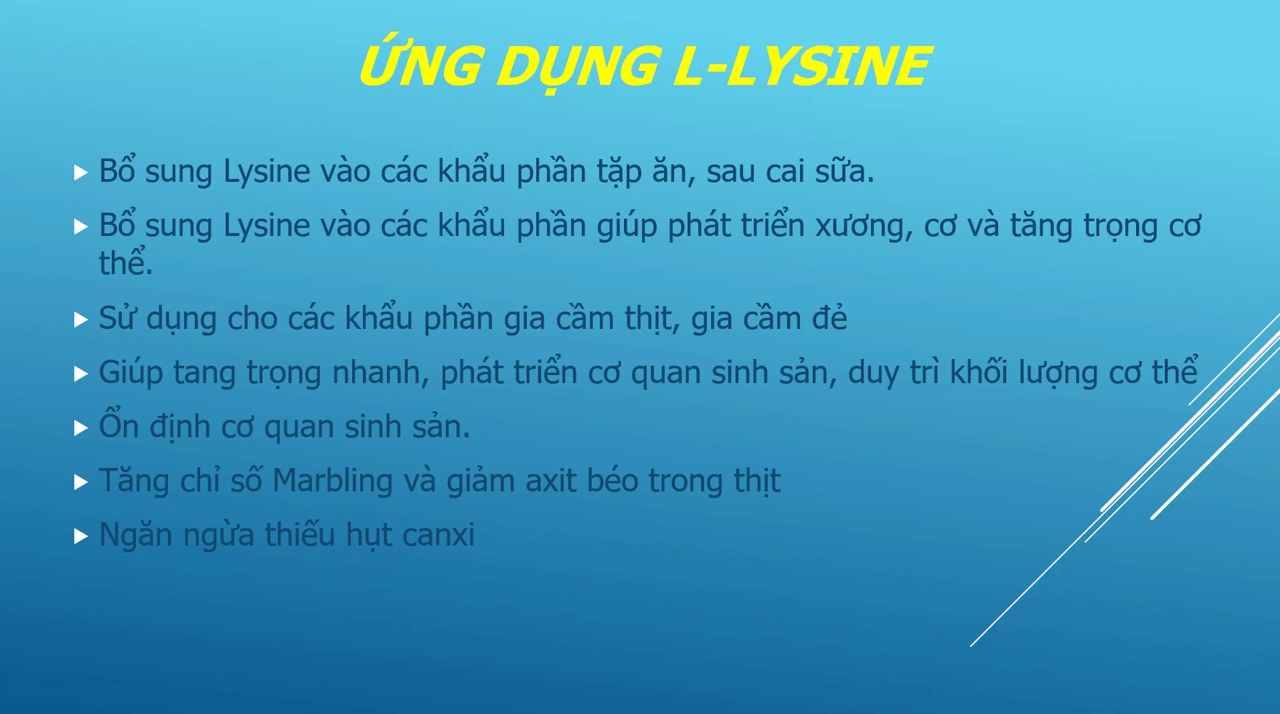 ỨNG DỤNG L-LYSINE
Bổ sung Lysine vào các khẩu phần tặp ăn, sau cai sữa.
Bổ sung Lysine vào các khẩu phần giúp phát triển xương, cơ và tăng trọng cơ
thể.
Sử dụng cho các khẩu phần gia cầm thịt, gia cầm đẻ
Giúp tang trọng nhanh, phát triển cơ quan sinh sản, duy trì khối lượng cơ thể
Ổn định cơ quan sinh sản.
Tăng chỉ số Marbling và giảm axit béo trong thịt
Ngăn ngừa thiếu hụt canxi